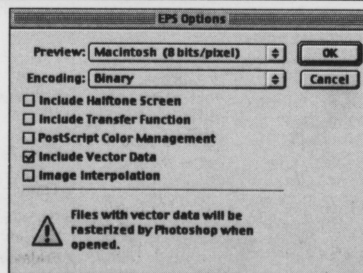 EPS Options
Preview: Macintosh (8 bits/pixel)
OK
Encoding: Binary
Cancel
Include Halftone Screen
Include Transfer Function
PostScript Color Management
Include Vector Data
Image Interpolation
Files with vector data will be
rasterized by Photoshop when
opened.